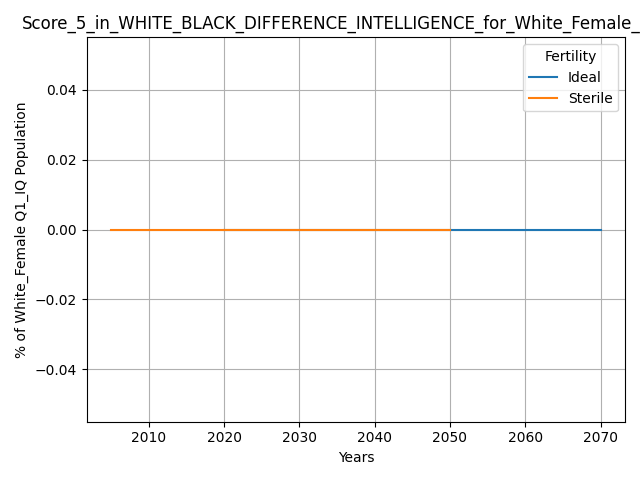 Score_5_in_WHITE_BLACK_DIFFERENCE_INTELLIGENCE_for_White_Female_
Fertility
Ideal
Sterile
0.04
0.02
0.00
−0.02
−0.04
% of White_Female Q1_IQ Population
2010 2020 2030 2040 2050 2060 2070
Years